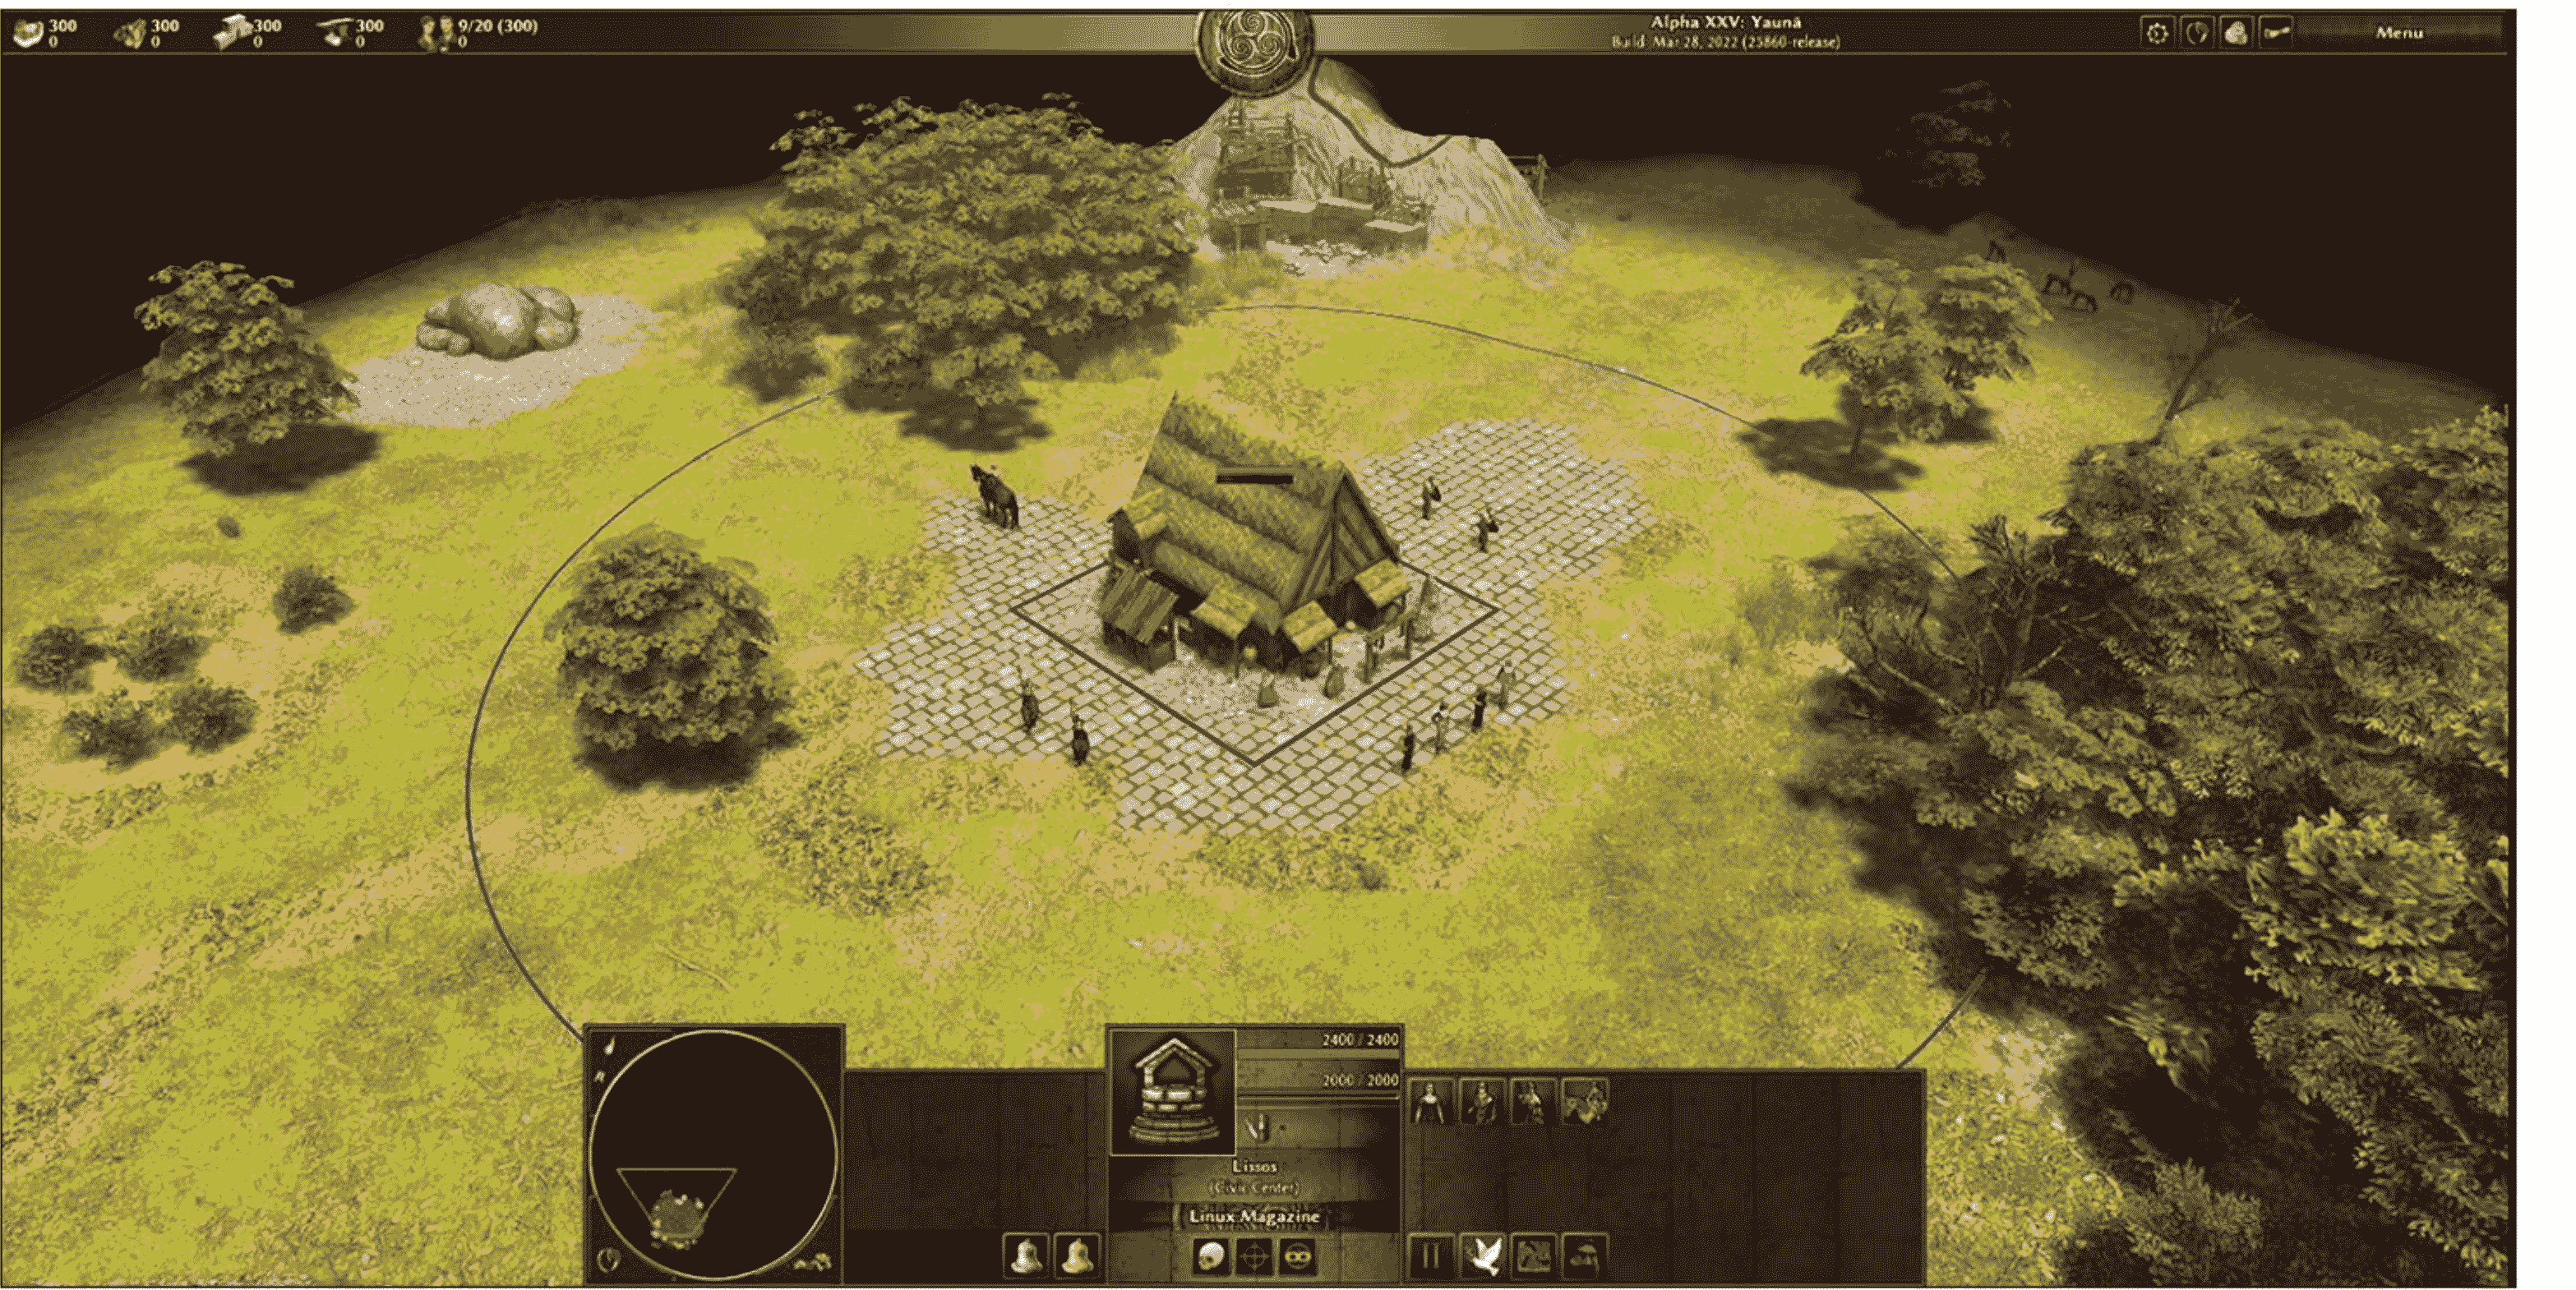 300
0
300
0
300
0
300
0
9/20 (300)
0
Alpha XXV: Yaunā
Build: Mar 28, 2022 (25860-release)
Menu
2400 / 2400
2000 / 2000
Lissos
(Civic Center)
Linux Magazine